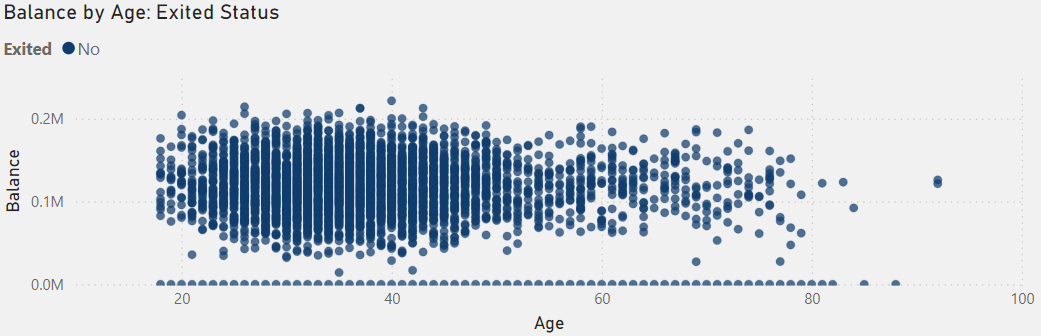 Balance by Age: Exited Status
Exited No
0.2M
0.1M
0.0M
Balance
20 40 60 80 100
Age